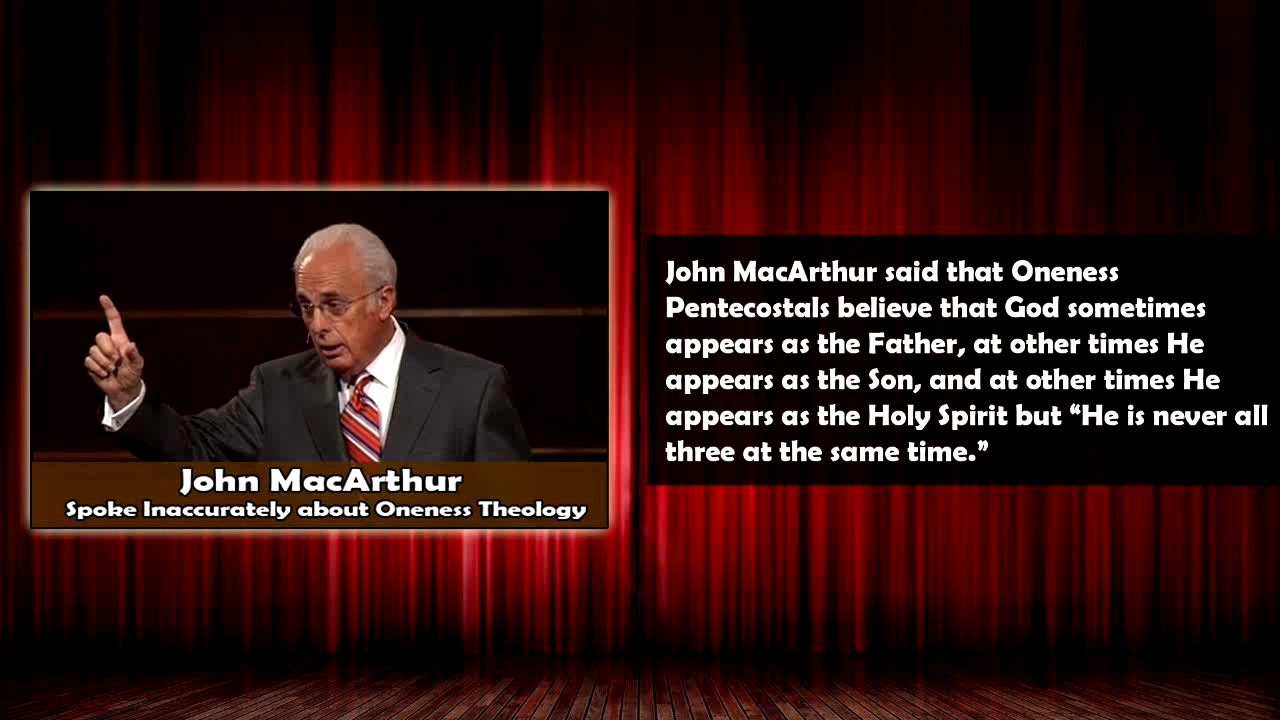 John MacArthur
Spoke Inaccurately about Oneness Theology
John MacArthur said that Oneness
Pentecostals believe that God sometimes
appears as the Father, at other times He
appears as the Son, and at other times He
appears as the Holy Spirit but “He is never all
three at the same time.”